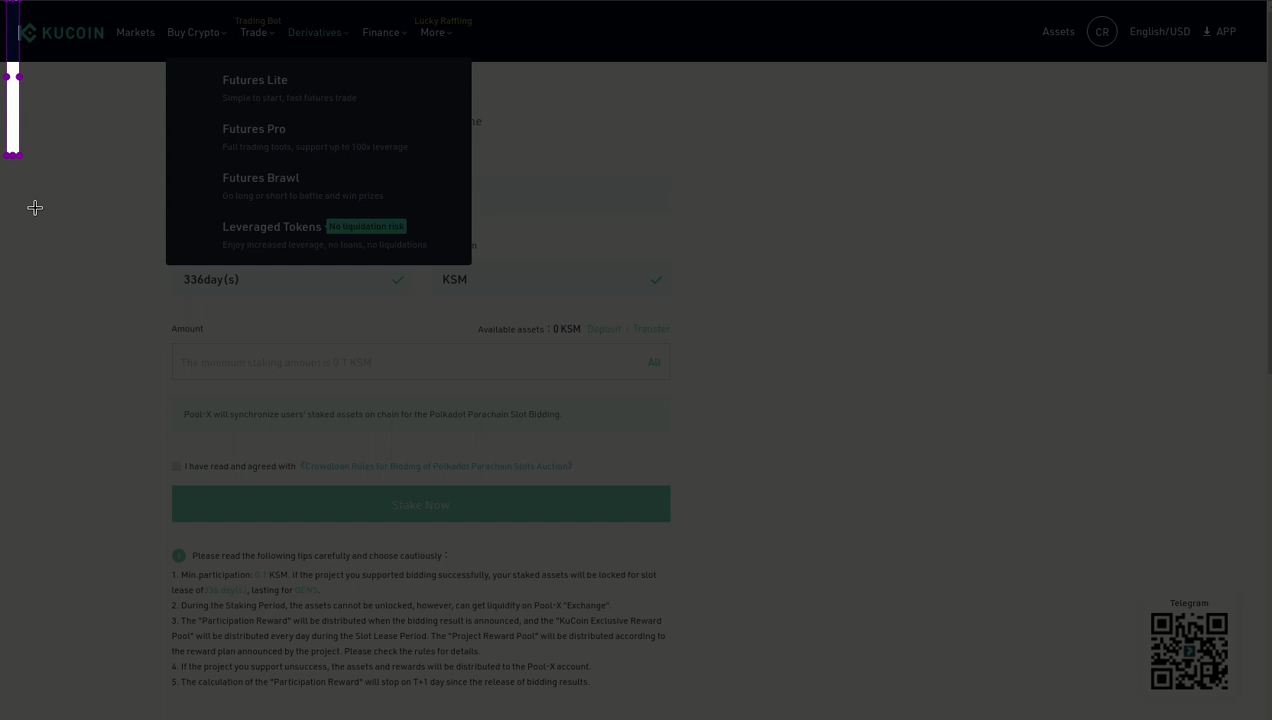 Trading Bot
Lucky Raffling
KUCOIN Markets Buy Crypto Trade Derivatives Finance More Assets CR English/USD APP
Futures Lite
Simple to start, fast futures trade
Futures Pro
Full trading tools, support up to 100x leverage
Futures Brawl
Go long or short to battle and win prizes
Leveraged Tokens No liquidation risk
Enjoy increased leverage, no loans, no liquidations
336day(s) KSM
Amount Available assets : 0 KSM Deposit Transfer
The minimum staking amount is 0.1 KSM All
Pool-X will synchronize users' staked assets on chain for the Polkadot Parachain Slot Bidding.
I have read and agreed with 《Crowdloan Rules for Bidding of Polkadot Parachain Slots Auction》
Stake Now
Please read the following tips carefully and choose cautiously :
1. Min participation: 0.1 KSM. If the project you supported bidding successfully, your staked assets will be locked for slot
lease of 336 day(s), lasting for GENS.
2. During the Staking Period, the assets cannot be unlocked, however, can get liquidity on Pool-X "Exchange".
3. The "Participation Reward" will be distributed when the bidding result is announced, and the "KuCoin Exclusive Reward
Pool" will be distributed every day during the Slot Lease Period. The "Project Reward Pool" will be distributed according to
the reward plan announced by the project. Please check the rules for details.
4. If the project you support unsuccess, the assets and rewards will be distributed to the Pool-X account.
5. The calculation of the "Participation Reward" will stop on T+1 day since the release of bidding results.
Telegram